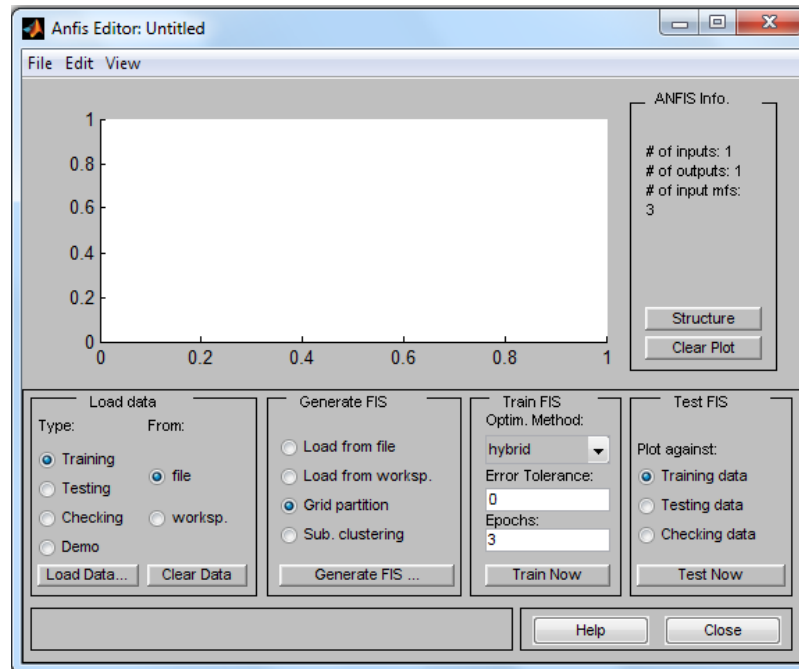 Anfis Editor: Untitled
File Edit View
ANFIS Info.
# of inputs: 1
# of outputs: 1
# of input mfs:
3
Structure
Clear Plot
1
0.8
0.6
0.4
0.2
0
0 0.2 0.4 0.6 0.8 1
Load data
Type: From:
Training
Testing
Checking
Demo
file
worksp.
Load Data... Clear Data
Generate FIS
Load from file
Load from worksp.
Grid partition
Sub. clustering
Generate FIS ...
Train FIS
Optim. Method:
hybrid
Error Tolerance:
0
Epochs:
3
Train Now
Test FIS
Plot against:
Training data
Testing data
Checking data
Test Now
Help Close